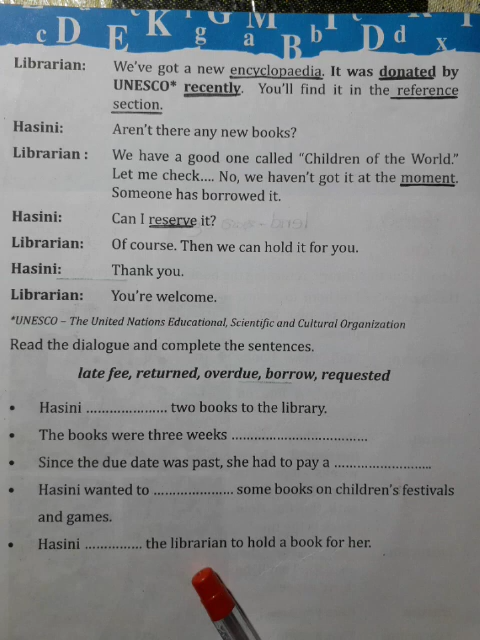 c D E K g G M a B b t D d x T
Librarian: We've got a new encyclopaedia. It was donated by
UNESCO* recently. You'll find it in the reference
section.
Hasini: Aren't there any new books?
Librarian : We have a good one called “Children of the World.”
Let me check.... No, we haven't got it at the moment.
Someone has borrowed it.
Hasini: Can I reserve it?
Librarian: Of course. Then we can hold it for you.
Hasini: Thank you.
Librarian: You're welcome.
*UNESCO – The United Nations Educational, Scientific and Cultural Organization
Read the dialogue and complete the sentences.
late fee, returned, overdue, borrow, requested
• Hasini ...................... two books to the library.
• The books were three weeks .....................................
• Since the due date was past, she had to pay a ..........................
• Hasini wanted to ...................... some books on children's festivals
and games.
• Hasini ............... the librarian to hold a book for her.